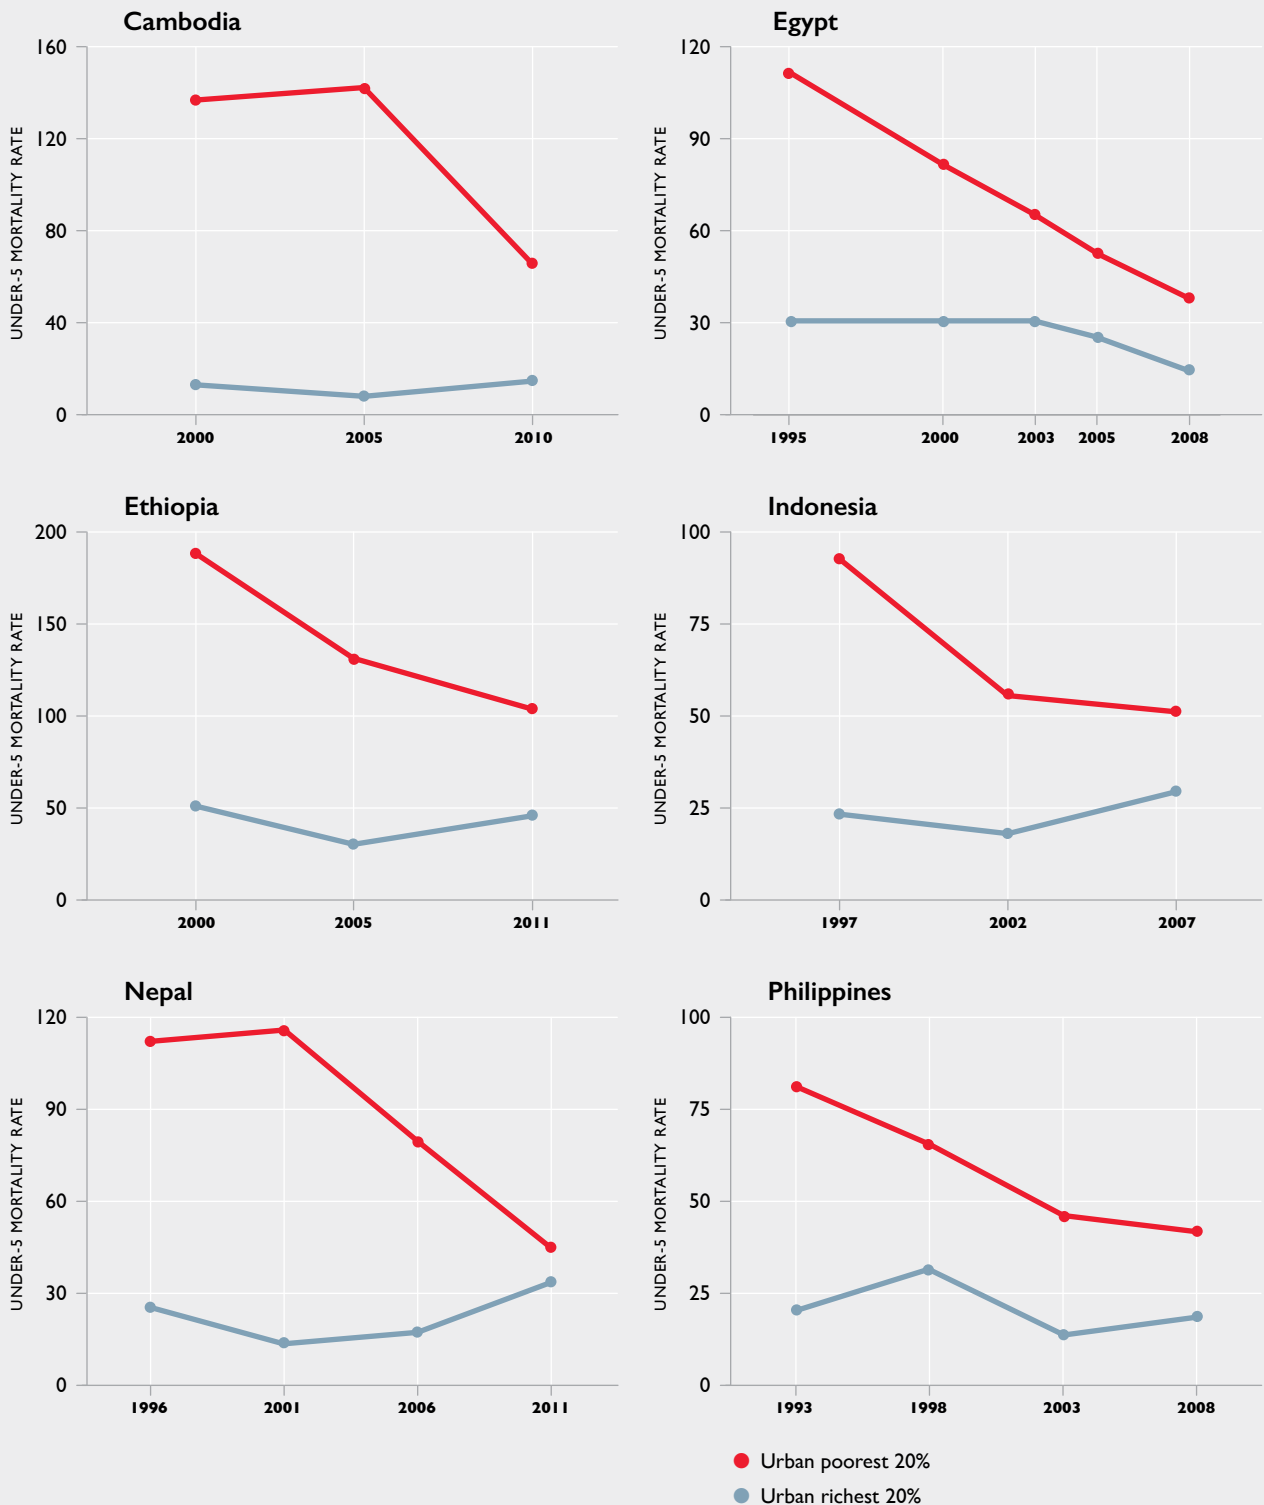 Cambodia
160
120
80
40
0
UNDER-5 MORTALITY RATE
2000 2005 2010
Egypt
120
90
60
30
0
UNDER-5 MORTALITY RATE
1995 2000 2003 2005 2008
Ethiopia
200
150
100
50
0
UNDER-5 MORTALITY RATE
2000 2005 2011
Indonesia
100
75
50
25
0
UNDER-5 MORTALITY RATE
1997 2002 2007
Nepal
120
90
60
30
0
UNDER-5 MORTALITY RATE
1996 2001 2006 2011
Philippines
100
75
50
25
0
UNDER-5 MORTALITY RATE
1993 1998 2003 2008
Urban poorest 20%
Urban richest 20%